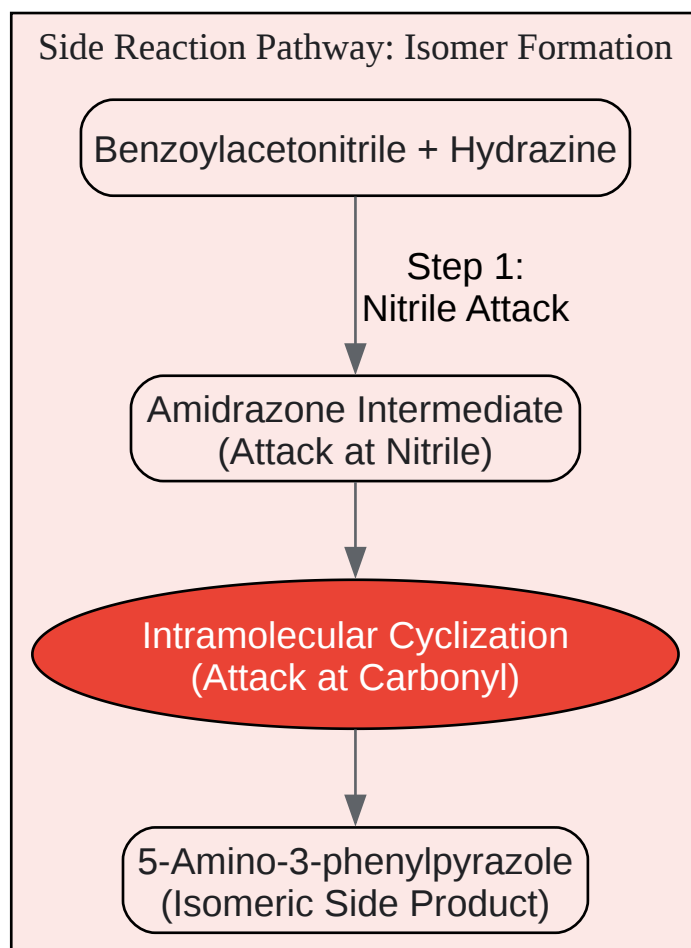 Side Reaction Pathway: Isomer Formation
Benzoylacetonitrile + Hydrazine
Step 1:
Nitrile Attack
Amidrazone Intermediate
(Attack at Nitrile)
Intramolecular Cyclization
(Attack at Carbonyl)
5-Amino-3-phenylpyrazole
(Isomeric Side Product)